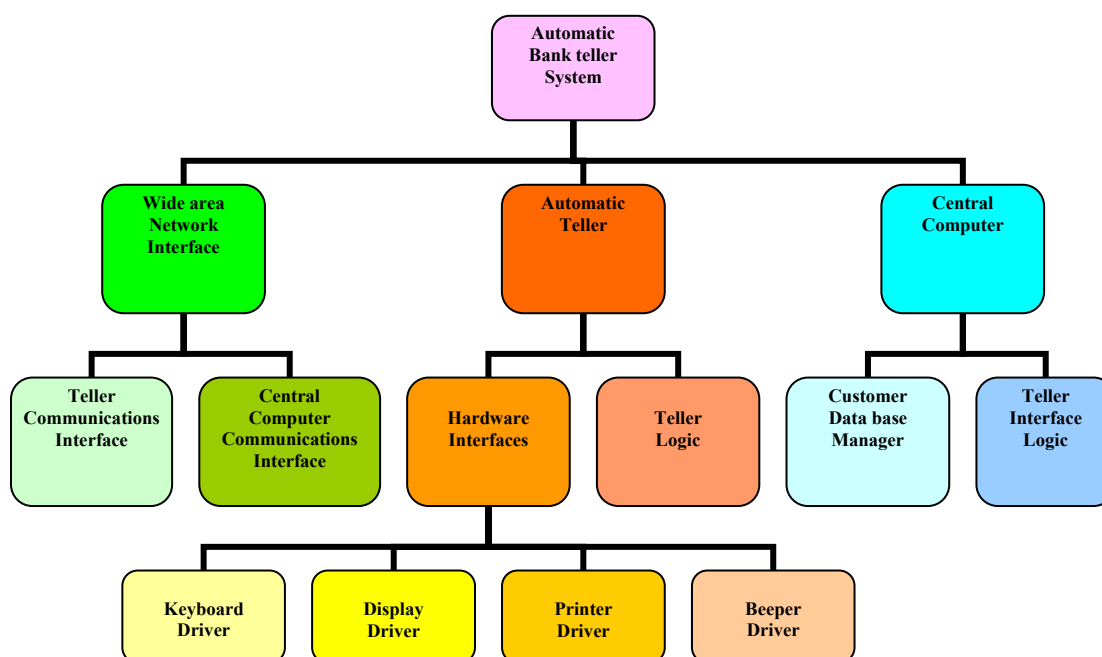 Automatic
Bank teller
System
Wide area
Network
Interface
Automatic
Teller
Central
Computer
Teller
Communications
Interface
Central
Computer
Communications
Interface
Hardware
Interfaces
Teller
Logic
Customer
Data base
Manager
Teller
Interface
Logic
Keyboard
Driver
Display
Driver
Printer
Driver
Beeper
Driver